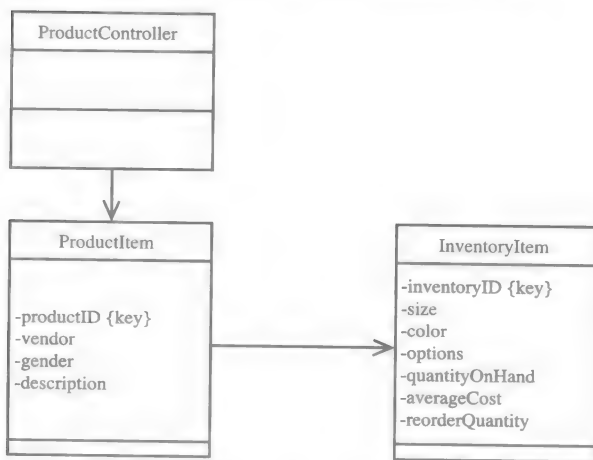 ProductController
ProductItem
-productID {key}
-vendor
-gender
-description
InventoryItem
-inventoryID {key}
-size
-color
-options
-quantityOnHand
-averageCost
-reorderQuantity